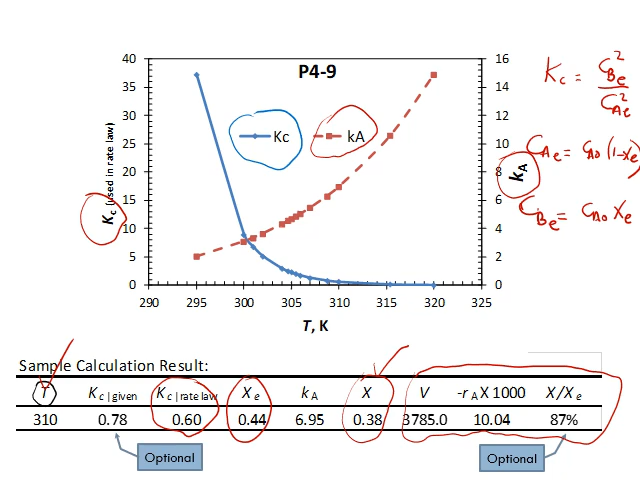 P4-9
40
35
30
25
20
15
10
5
0
16
14
12
10
8
6
4
2
0
Kc
kA
Kc (used in rate law)
kA
290 295 300 305 310 315 320 325
T, K
Kc = CBe² / CAe²
CAe = CA0 (1-Xe)
CBe = CA0 Xe
Sample Calculation Result:
T Kc|given Kc|rate law Xe kA X V -rA X 1000 X/Xe
310 0.78 0.60 0.44 6.95 0.38 3785.0 10.04 87%
Optional Optional